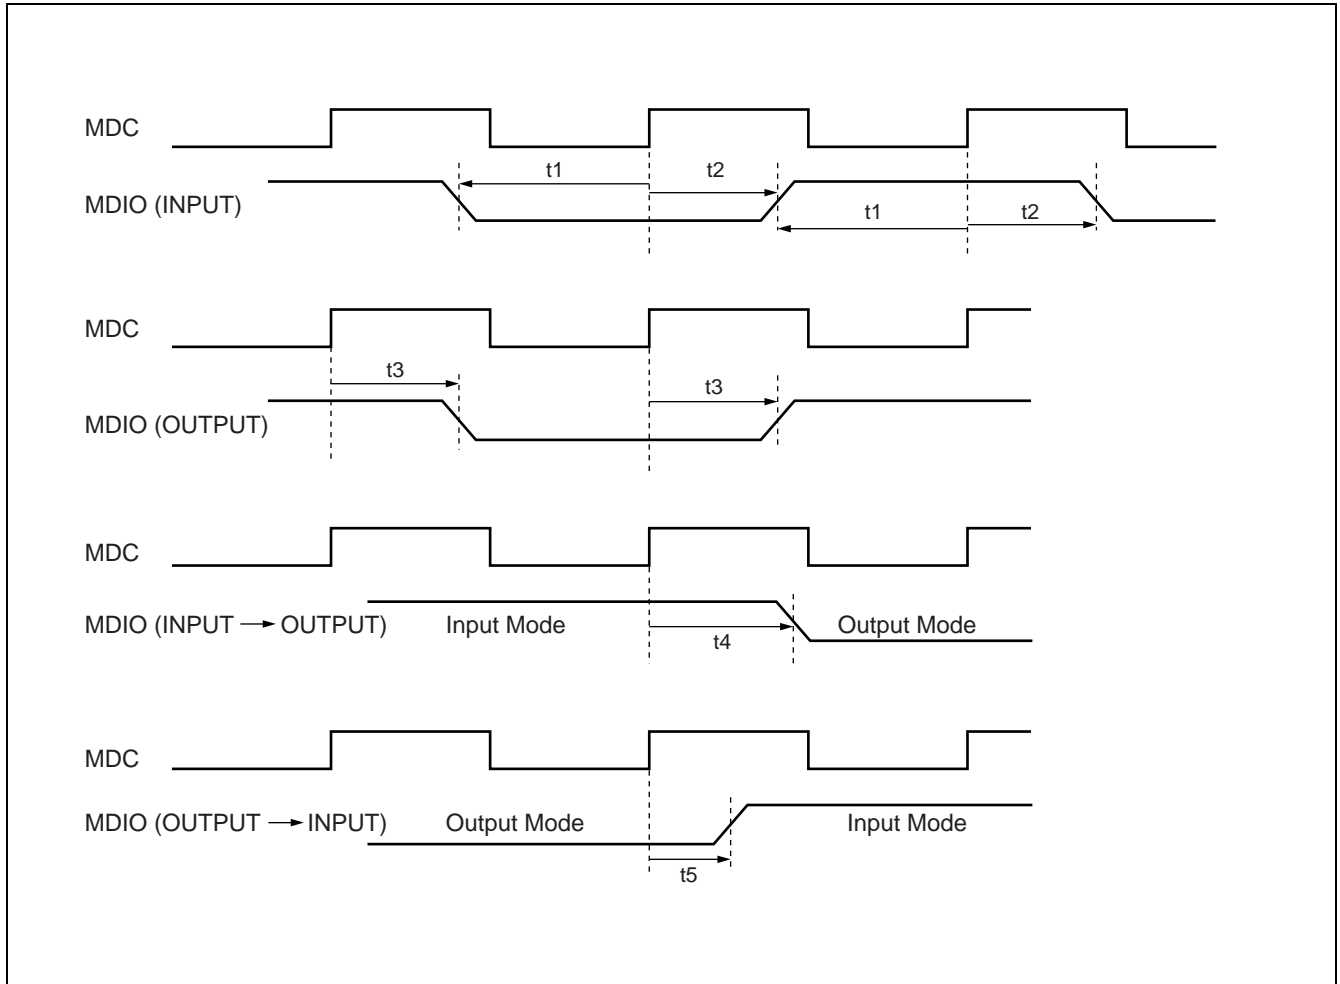 MDC
t1
t2
MDIO (INPUT)
t1
t2
MDC
t3
t3
MDIO (OUTPUT)
MDC
MDIO (INPUT → OUTPUT)
Input Mode
Output Mode
t4
MDC
MDIO (OUTPUT → INPUT)
Output Mode
Input Mode
t5